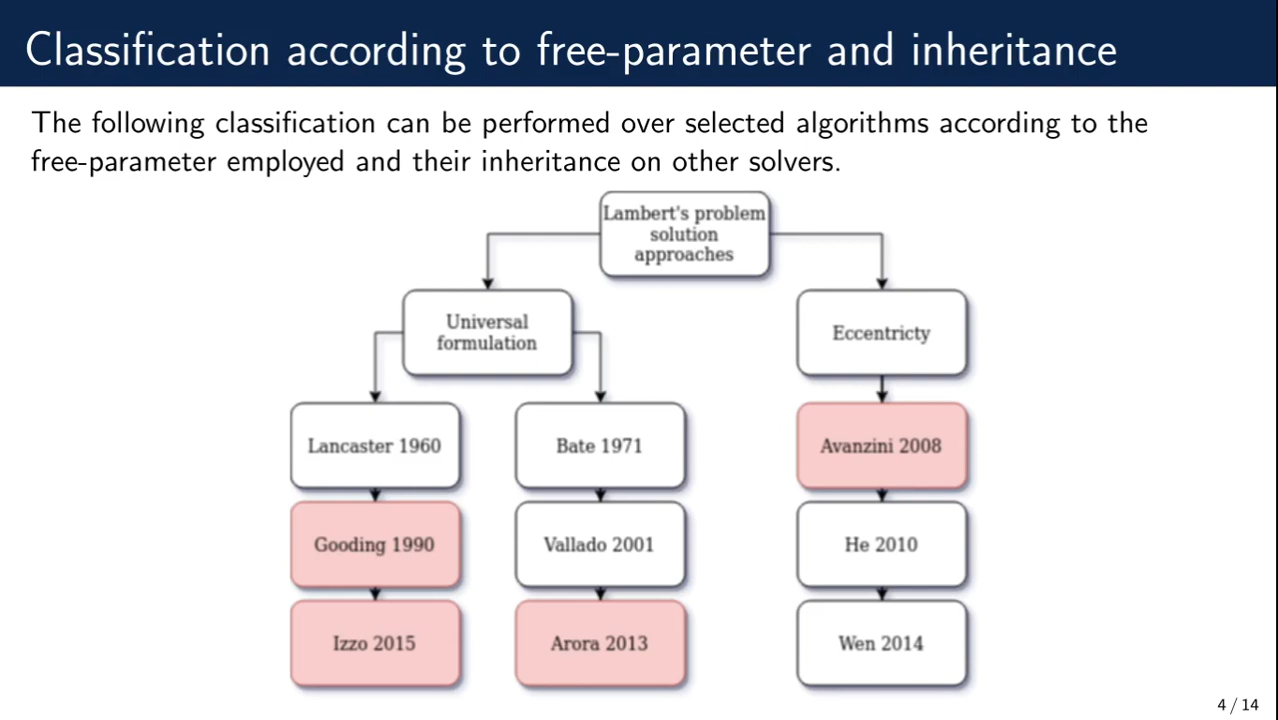 Classification according to free-parameter and inheritance
The following classification can be performed over selected algorithms according to the
free-parameter employed and their inheritance on other solvers.
Lambert's problem
solution
approaches
Universal
formulation
Eccentricty
Lancaster 1960
Bate 1971
Avanzini 2008
Gooding 1990
Vallado 2001
He 2010
Izzo 2015
Arora 2013
Wen 2014
4 / 14